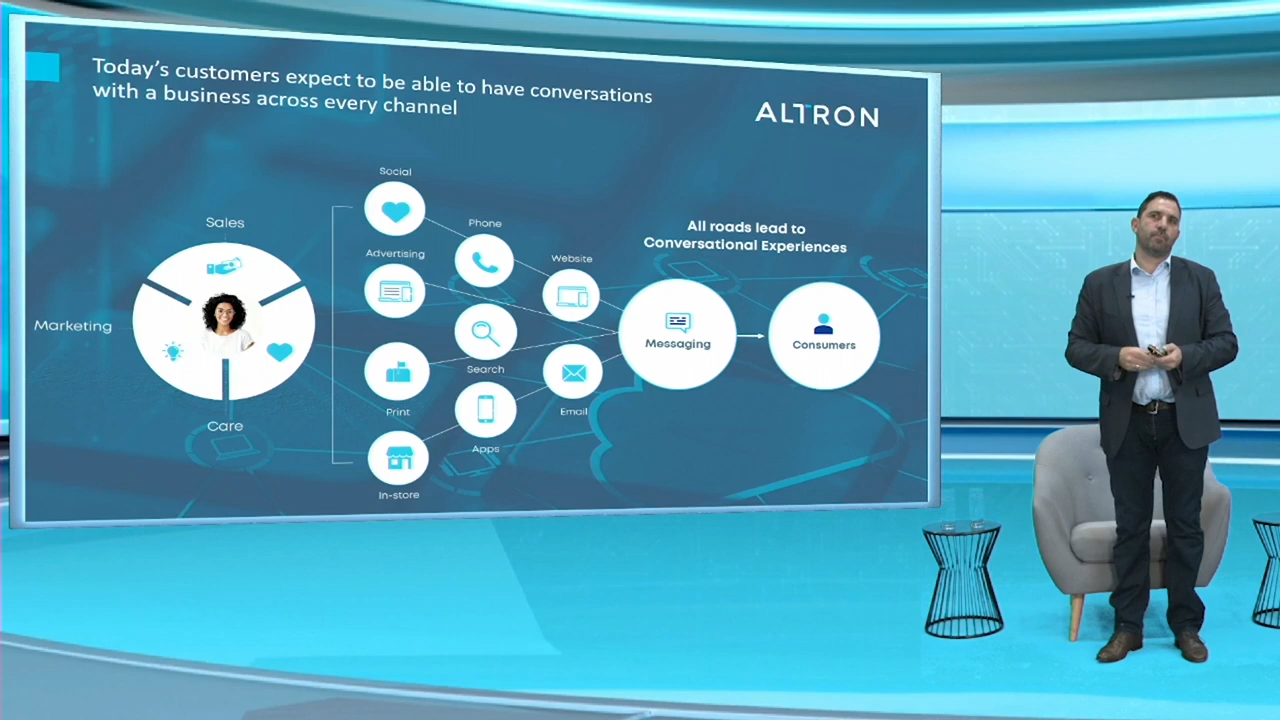 Today's customers expect to be able to have conversations
with a business across every channel
ALTRON
Social
Sales
Phone
All roads lead to
Conversational Experiences
Advertising
Website
Marketing
Messaging
Consumers
Search
Print
Email
Care
Apps
In-store